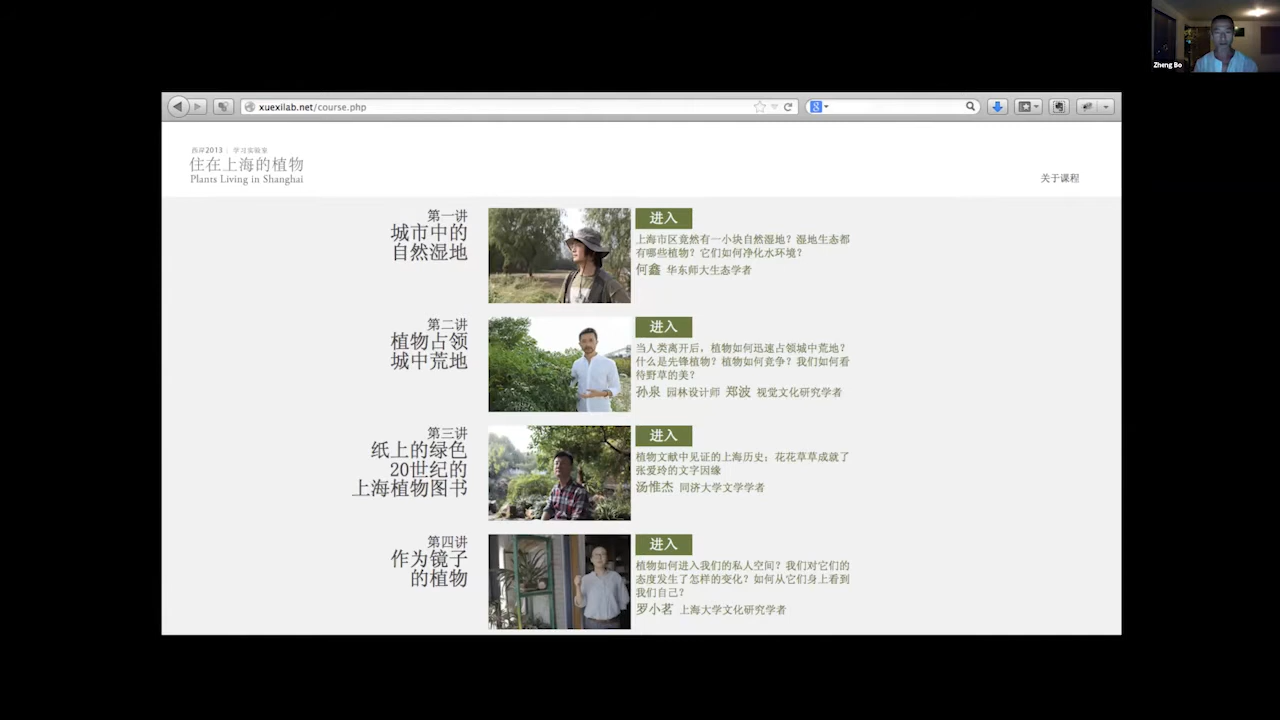 Zheng Bo
xuexilab.net/course.php
西岸2013 | 学习实验室
住在上海的植物
Plants Living in Shanghai
关于课程
第一讲
城市中的
自然湿地
进入
上海市区竟然有一小块自然湿地？湿地生态都
有哪些植物？它们如何净化水环境？
何鑫 华东师大生态学者
第二讲
植物占领
城中荒地
进入
当人类离开后，植物如何迅速占领城中荒地？
什么是先锋植物？植物如何竞争？我们如何看
待野草的美？
孙泉 园林设计师 郑波 视觉文化研究学者
第三讲
纸上的绿色
20世纪的
上海植物图书
进入
植物文献中见证的上海历史；花花草草成就了
张爱玲的文字因缘
汤惟杰 同济大学文学学者
第四讲
作为镜子
的植物
进入
植物如何进入我们的私人空间？我们对它们的
态度发生了怎样的变化？如何从它们身上看到
我们自己？
罗小茗 上海大学文化研究学者